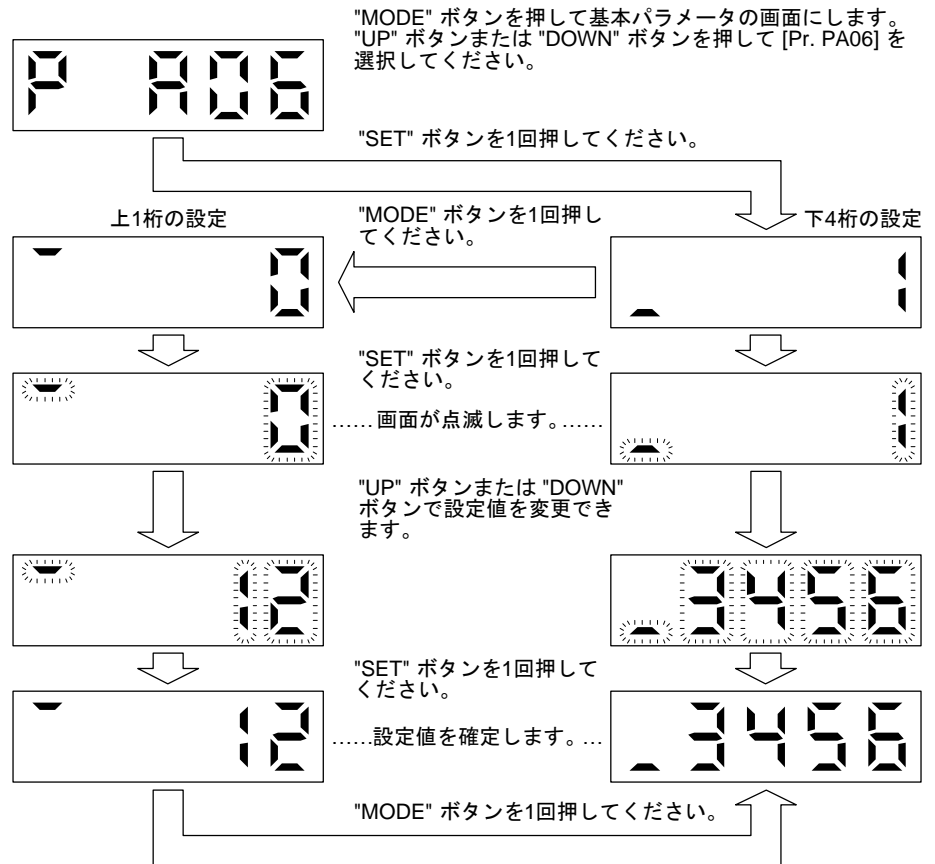 "MODE" ボタンを押して基本パラメータの画面にします。
"UP" ボタンまたは "DOWN" ボタンを押して [Pr. PA06] を
選択してください。
P A06
"SET" ボタンを1回押してください。
上1桁の設定
"MODE" ボタンを1回押し
てください。
下4桁の設定
‾ 0
_ 1
"SET" ボタンを1回押して
ください。
‾ 0
......画面が点滅します。......
_ 1
"UP" ボタンまたは "DOWN"
ボタンで設定値を変更でき
ます。
‾ 12
_ 3456
"SET" ボタンを1回押して
ください。
‾ 12
......設定値を確定します。...
_ 3456
"MODE" ボタンを1回押してください。